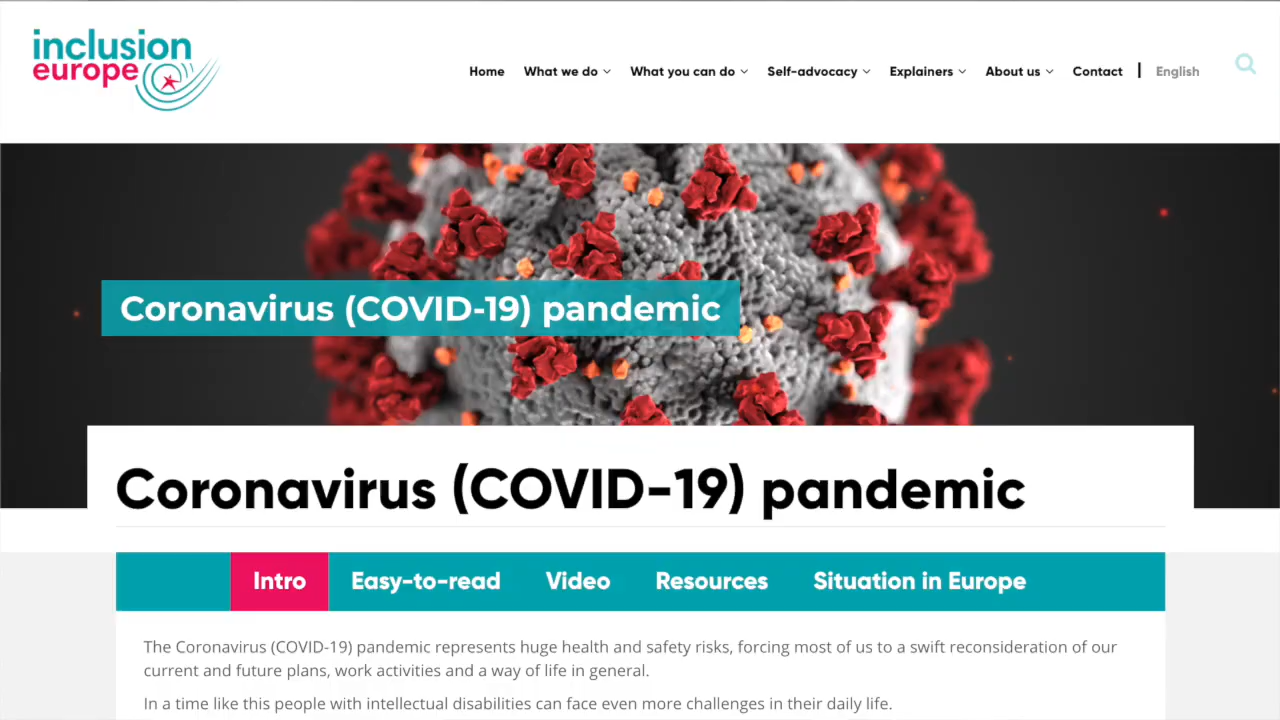 inclusion
europe
Home What we do What you can do Self-advocacy Explainers About us Contact | English
Coronavirus (COVID-19) pandemic
Coronavirus (COVID-19) pandemic
Intro Easy-to-read Video Resources Situation in Europe
The Coronavirus (COVID-19) pandemic represents huge health and safety risks, forcing most of us to a swift reconsideration of our
current and future plans, work activities and a way of life in general.
In a time like this people with intellectual disabilities can face even more challenges in their daily life.